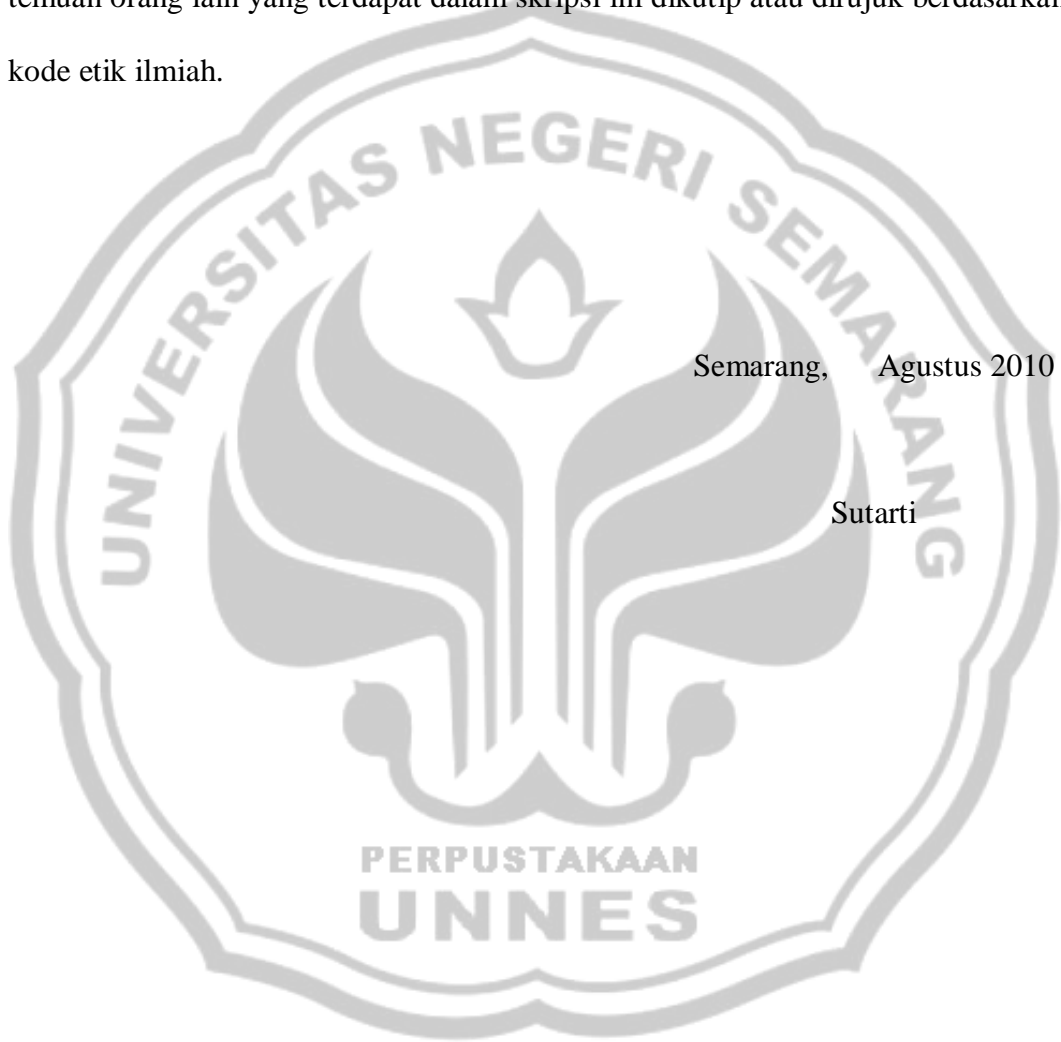 temuan orang lain yang terdapat dalam skripsi ini dikutip atau dirujuk berdasarkan
kode etik ilmiah.
UNIVERSITAS NEGERI SEMARANG
Semarang, Agustus 2010
Sutarti
PERPUSTAKAAN
UNNES